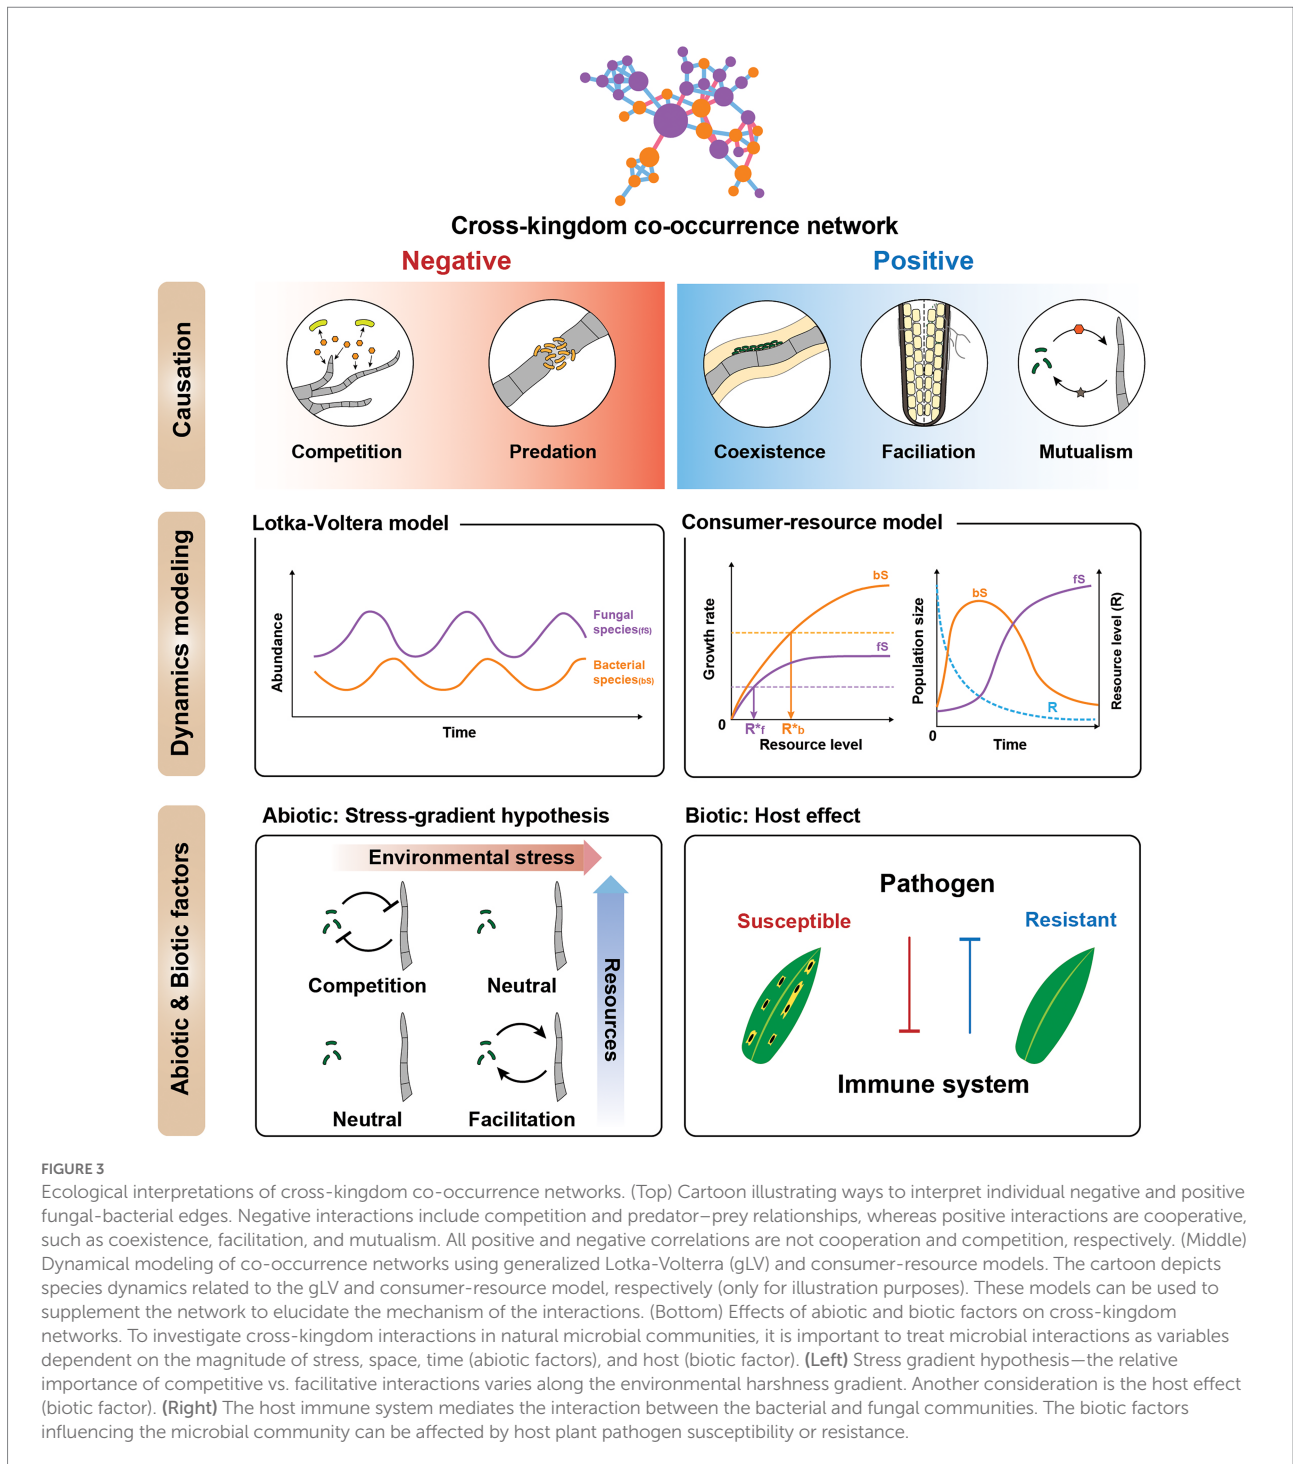 Cross-kingdom co-occurrence network
Negative
Positive
Causation
Competition
Predation
Coexistence
Faciliation
Mutualism
Dynamics modeling
Lotka-Voltera model
Abundance
Fungal
species(fS)
Bacterial
species(bS)
Time
Consumer-resource model
Growth rate
bS
fS
0
R*f
R*b
Resource level
Population size
bS
fS
R
0
Time
Resource level (R)
Abiotic & Biotic factors
Abiotic: Stress-gradient hypothesis
Environmental stress
Competition
Neutral
Neutral
Facilitation
Resources
Biotic: Host effect
Pathogen
Susceptible
Resistant
Immune system
FIGURE 3
Ecological interpretations of cross-kingdom co-occurrence networks. (Top) Cartoon illustrating ways to interpret individual negative and positive
fungal-bacterial edges. Negative interactions include competition and predator–prey relationships, whereas positive interactions are cooperative,
such as coexistence, facilitation, and mutualism. All positive and negative correlations are not cooperation and competition, respectively. (Middle)
Dynamical modeling of co-occurrence networks using generalized Lotka-Volterra (gLV) and consumer-resource models. The cartoon depicts
species dynamics related to the gLV and consumer-resource model, respectively (only for illustration purposes). These models can be used to
supplement the network to elucidate the mechanism of the interactions. (Bottom) Effects of abiotic and biotic factors on cross-kingdom
networks. To investigate cross-kingdom interactions in natural microbial communities, it is important to treat microbial interactions as variables
dependent on the magnitude of stress, space, time (abiotic factors), and host (biotic factor). (Left) Stress gradient hypothesis—the relative
importance of competitive vs. facilitative interactions varies along the environmental harshness gradient. Another consideration is the host effect
(biotic factor). (Right) The host immune system mediates the interaction between the bacterial and fungal communities. The biotic factors
influencing the microbial community can be affected by host plant pathogen susceptibility or resistance.